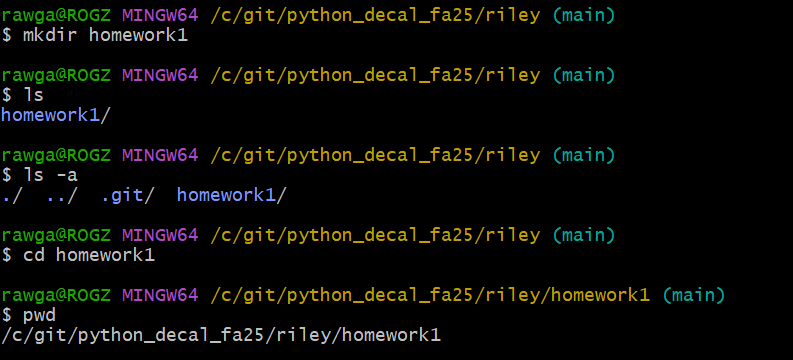 rawga@ROGZ MINGW64 /c/git/python_decal_fa25/riley (main)
$ mkdir homework1
rawga@ROGZ MINGW64 /c/git/python_decal_fa25/riley (main)
$ ls
homework1/
rawga@ROGZ MINGW64 /c/git/python_decal_fa25/riley (main)
$ ls -a
./  ../  .git/  homework1/
rawga@ROGZ MINGW64 /c/git/python_decal_fa25/riley (main)
$ cd homework1
rawga@ROGZ MINGW64 /c/git/python_decal_fa25/riley/homework1 (main)
$ pwd
/c/git/python_decal_fa25/riley/homework1